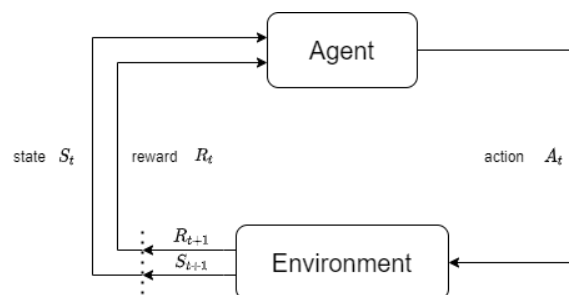 Agent
state S_t
reward R_t
action A_t
R_{t+1}
S_{t+1}
Environment